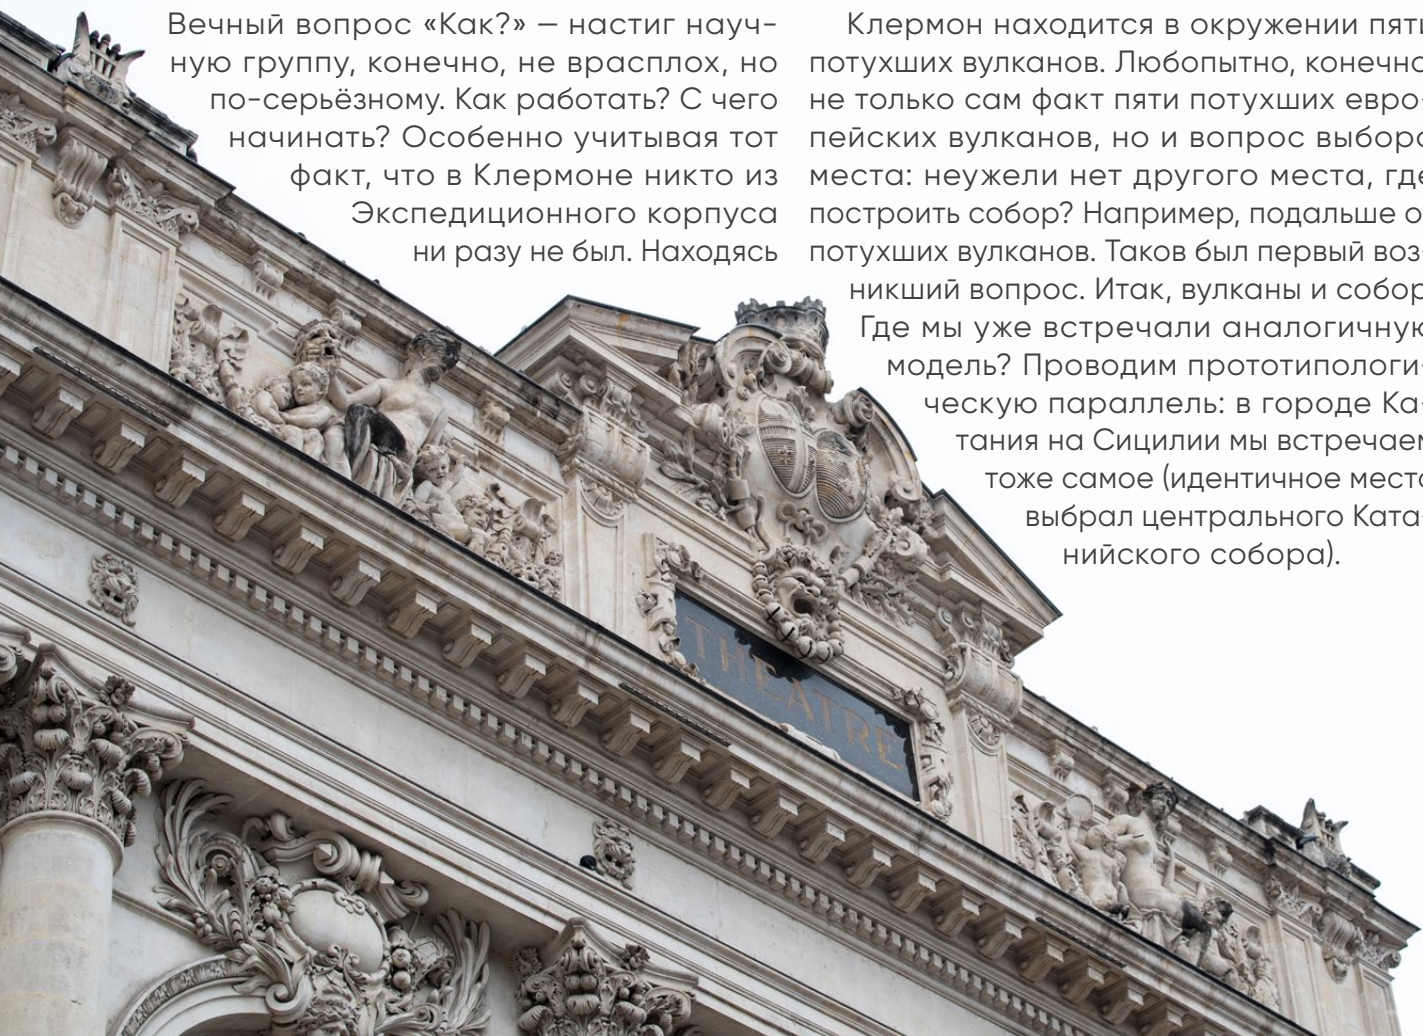 Вечный вопрос «Как?» — настиг науч-
ную группу, конечно, не врасплох, но
по-серьёзному. Как работать? С чего
начинать? Особенно учитывая тот
факт, что в Клермоне никто из
Экспедиционного корпуса
ни разу не был. Находясь
Клермон находится в окружении пяти
потухших вулканов. Любопытно, конечно
не только сам факт пяти потухших евро-
пейских вулканов, но и вопрос выбора
места: неужели нет другого места, где
построить собор? Например, подальше о
потухших вулканов. Таков был первый воз-
никший вопрос. Итак, вулканы и собор
Где мы уже встречали аналогичную
модель? Проводим прототипологи-
ческую параллель: в городе Ка-
тания на Сицилии мы встречаем
тоже самое (идентичное место
выбрал центрального Ката-
нийского собора).
THEATRE